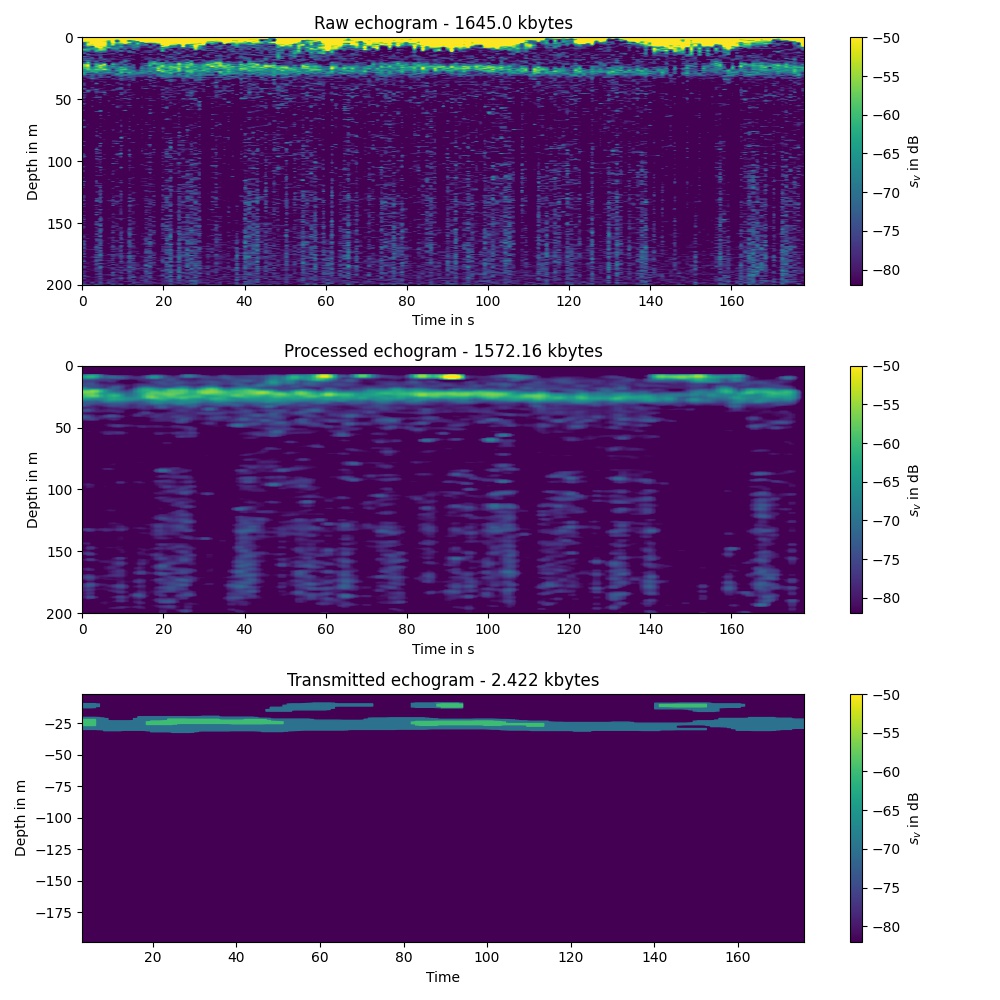 Raw echogram - 1645.0 kbytes
0
50
100
150
200
Depth in m
0 20 40 60 80 100 120 140 160
Time in s
−50
−55
−60
−65
−70
−75
−80
sv in dB
Processed echogram - 1572.16 kbytes
0
50
100
150
200
Depth in m
0 20 40 60 80 100 120 140 160
Time in s
−50
−55
−60
−65
−70
−75
−80
sv in dB
Transmitted echogram - 2.422 kbytes
−25
−50
−75
−100
−125
−150
−175
Depth in m
20 40 60 80 100 120 140 160
Time
−50
−55
−60
−65
−70
−75
−80
sv in dB